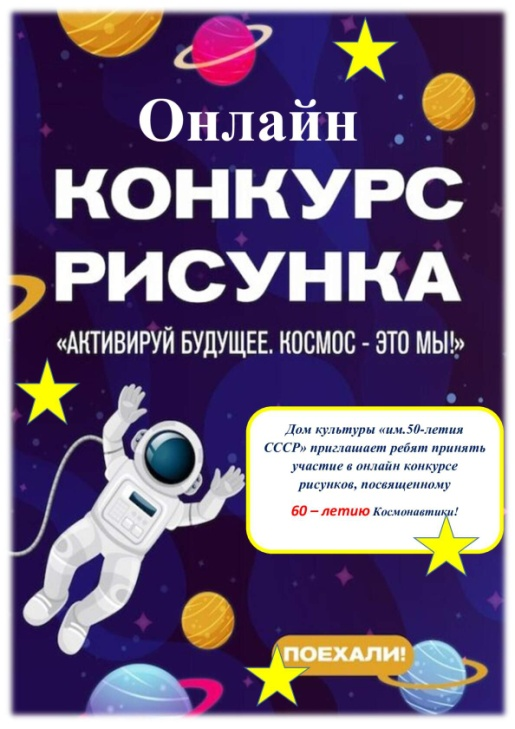 Онлайн
КОНКУРС
РИСУНКА
«АКТИВИРУЙ БУДУЩЕЕ. КОСМОС - ЭТО МЫ!»
Дом культуры «им.50-летия
СССР» приглашает ребят принять
участие в онлайн конкурсе
рисунков, посвященному
60 – летию Космонавтики!
ПОЕХАЛИ!